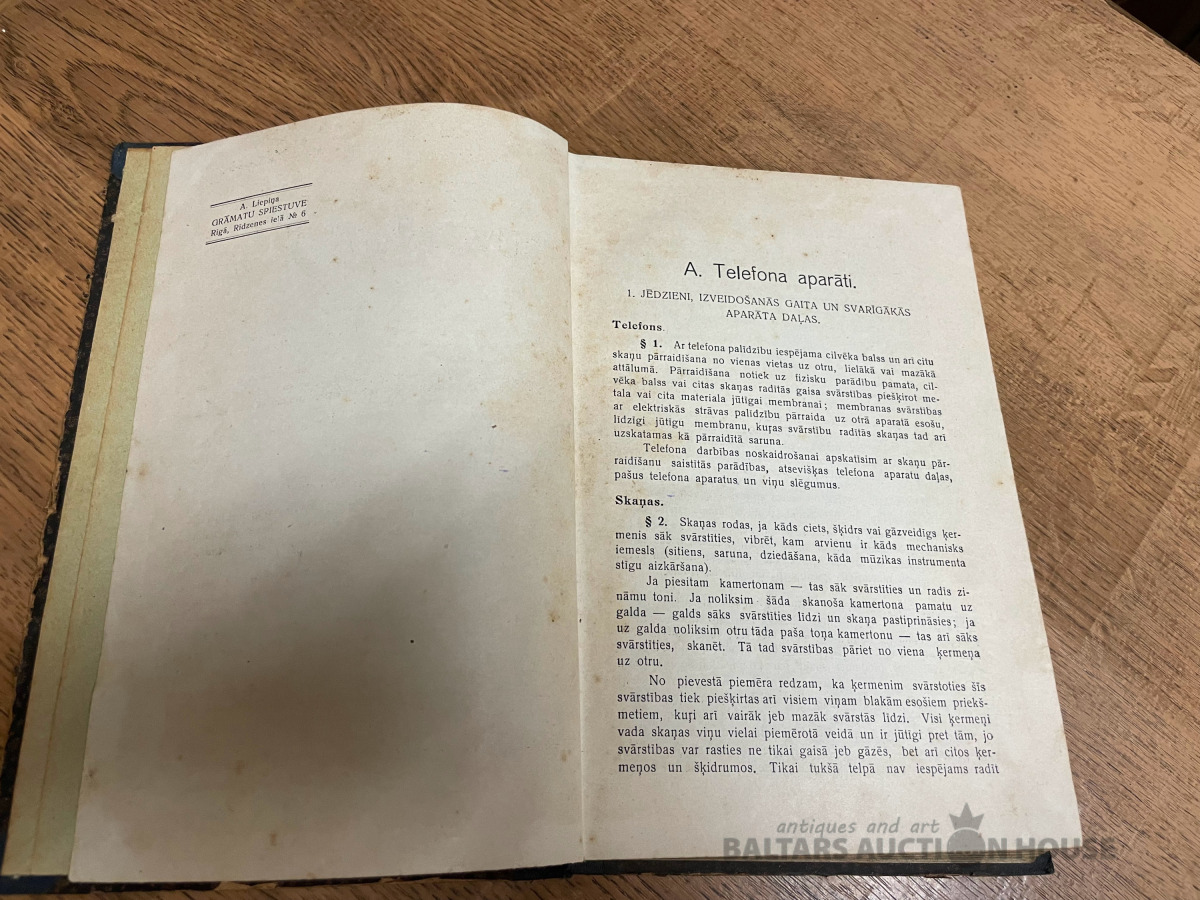 A. Liepiņa
GRĀMATU SPIESTUVE
Rīgā, Rīdzenes ielā № 6
A. Telefona aparāti.
1. JĒDZIENI, IZVEIDOŠANĀS GAITA UN SVARĪGĀKĀS
APARĀTA DAĻAS.
Telefons.
§ 1. Ar telefona palīdzību iespējama cilvēka balss un arī citu
skaņu pārraidīšana no vienas vietas uz otru, lielākā vai mazākā
attālumā. Pārraidīšana notiek uz fizisku parādību pamata, cil-
vēka balss vai citas skaņas radītās gaisa svārstības piešķirot me-
tala vai cita materiala jūtīgai membranai; membranas svārstības
ar elektriskās strāvas palīdzību pārraida uz otrā aparatā esošu,
līdzīgi jūtīgu membranu, kuŗas svārstību radītās skaņas tad arī
uzskatamas kā pārraidītā saruna.
Telefona darbības noskaidrošanai apskatīsim ar skaņu pār-
raidīšanu saistītās parādības, atsevišķas telefona aparatu daļas,
pašus telefona aparatus un viņu slēgumus.
Skaņas.
§ 2. Skaņas rodas, ja kāds ciets, šķidrs vai gāzveidīgs ķer-
menis sāk svārstīties, vibrēt, kam arvienu ir kāds mechanisks
iemesls (sitiens, saruna, dziedāšana, kāda mūzikas instrumenta
stīgu aizkāršana).
Ja piesitam kamertonam — tas sāk svārstīties un radīs zi-
nāmu toni. Ja noliksim šāda skanoša kamertona pamatu uz
galda — galds sāks svārstīties līdzi un skaņa pastiprināsies; ja
uz galda noliksim otru tāda paša toņa kamertonu — tas arī sāks
svārstīties, skanēt. Tā tad svārstības pāriet no viena ķermeņa
uz otru.
No pievestā piemēra redzam, ka ķermenim svārstoties šīs
svārstības tiek piešķirtas arī visiem viņam blakām esošiem priekš-
metiem, kuŗi arī vairāk jeb mazāk svārstās līdzi. Visi ķermeņi
vada skaņas viņu vielai piemērotā veidā un ir jūtīgi pret tām, jo
svārstības var rasties ne tikai gaisā jeb gāzēs, bet arī citos ķer-
meņos un šķidrumos. Tikai tukšā telpā nav iespējams radīt
antiques and art
BALTARS AUCTION HOUSE